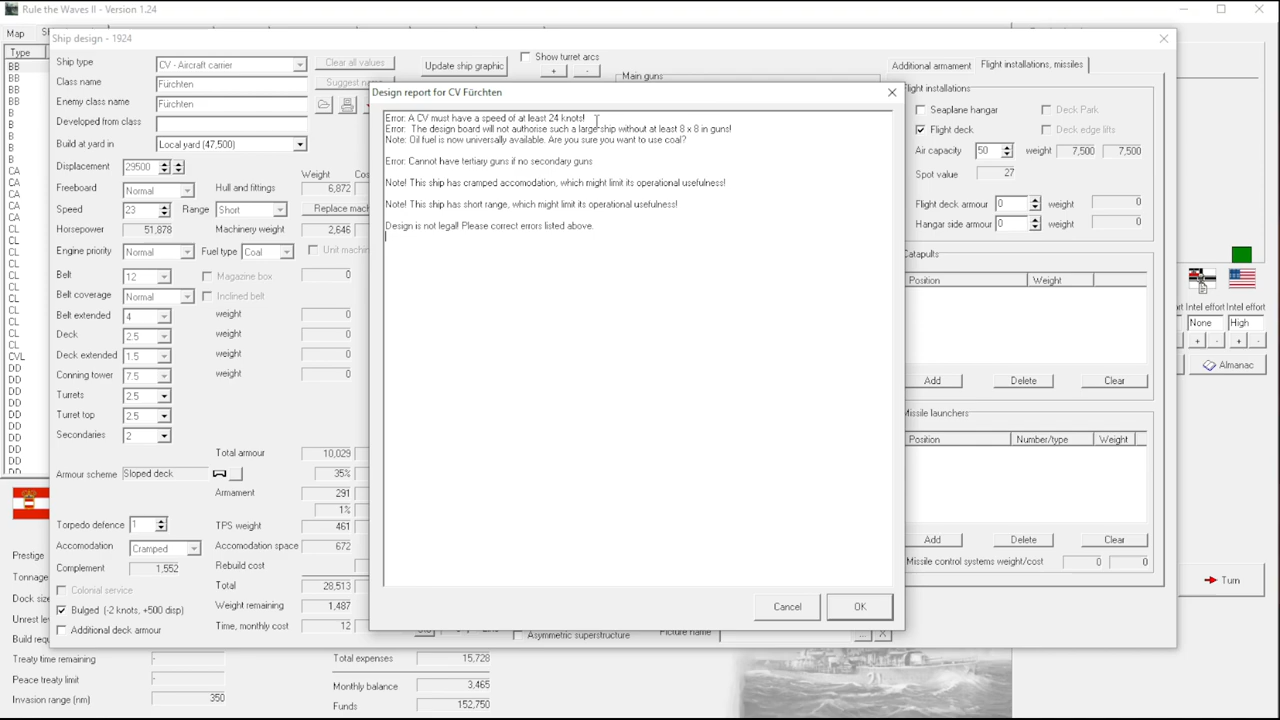 Rule the Waves II - Version 1.24
Map
Type
BB
BB
BB
BB
B
B
B
B
B
CA
CA
CA
CA
CL
CL
CL
CL
CL
CL
CL
CL
CL
CL
CVL
DD
DD
DD
DD
DD
DD
DD
DD
DD
DD
Ship design - 1924
Ship type
CV - Aircraft carrier
Clear all values
Class name
Fürchten
Suggest
Enemy class name
Fürchten
Developed from class
Build at yard in
Local yard (47,500)
Displacement
29500
Weight
Freeboard
Normal
Hull and fittings
6,872
Speed
23
Range
Short
Replace
Horsepower
51,878
Machinery weight
2,646
Engine priority
Normal
Fuel type
Coal
Belt
12
Magazine box
0
Belt coverage
Normal
Inclined belt
Belt extended
4
weight
0
Deck
2.5
weight
0
Deck extended
1.5
weight
0
Conning tower
7.5
weight
0
Turrets
2.5
Turret top
2.5
Secondaries
2
Total armour
10,029
Armour scheme
Sloped deck
35%
Armament
291
1%
Torpedo defence
1
TPS weight
461
Accomodation
Cramped
Accomodation space
672
Complement
1,552
Rebuild cost
Colonial service
Total
28,513
Bulged (-2 knots, +500 disp)
Weight remaining
1,487
Additional deck armour
Time, monthly cost
12
Update ship graphic
Show turret arcs
+
-
Main guns
Design report for CV Fürchten
Error: A CV must have a speed of at least 24 knots!
Error: The design board will not authorise such a large ship without at least 8 x 8 in guns!
Note: Oil fuel is now universally available. Are you sure you want to use coal?
Error: Cannot have tertiary guns if no secondary guns
Note! This ship has cramped accomodation, which might limit its operational usefulness!
Note! This ship has short range, which might limit its operational usefulness!
Design is not legal! Please correct errors listed above.
Cancel
OK
Asymmetric superstructure
Picture name
...
X
Additional armament
Flight installations, missiles
Flight installations
Seaplane hangar
Deck Park
Flight deck
Deck edge lifts
Air capacity
50
weight
7,500
7,500
Spot value
27
Flight deck armour
0
weight
0
Hangar side armour
0
weight
0
Catapults
Position
Weight
Add
Delete
Clear
Missile launchers
Position
Number/type
Weight
Add
Delete
Clear
Missile control systems weight/cost
0
0
Intel effort
Intel effort
None
High
+
-
+
-
Almanac
Turn
Prestige
Tonnag
Dock siz
Unrest le
Build req
Treaty time remaining
-
Peace treaty limit
-
Invasion range (nm)
350
Total expenses
15,728
Monthly balance
3,465
Funds
152,750